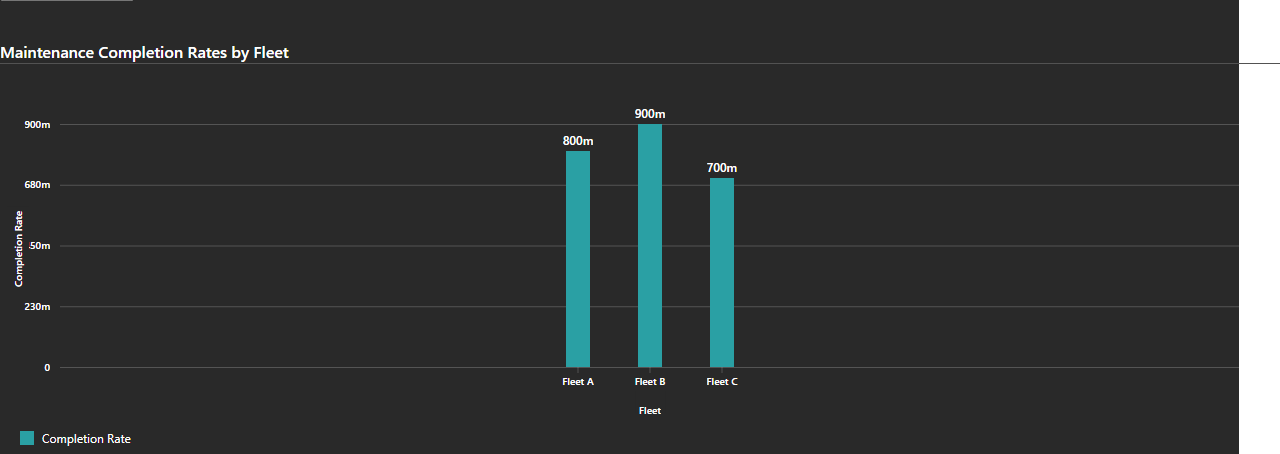 Maintenance Completion Rates by Fleet
900m
800m
700m
900m
680m
50m
230m
0
Completion Rate
Fleet A
Fleet B
Fleet C
Fleet
Completion Rate